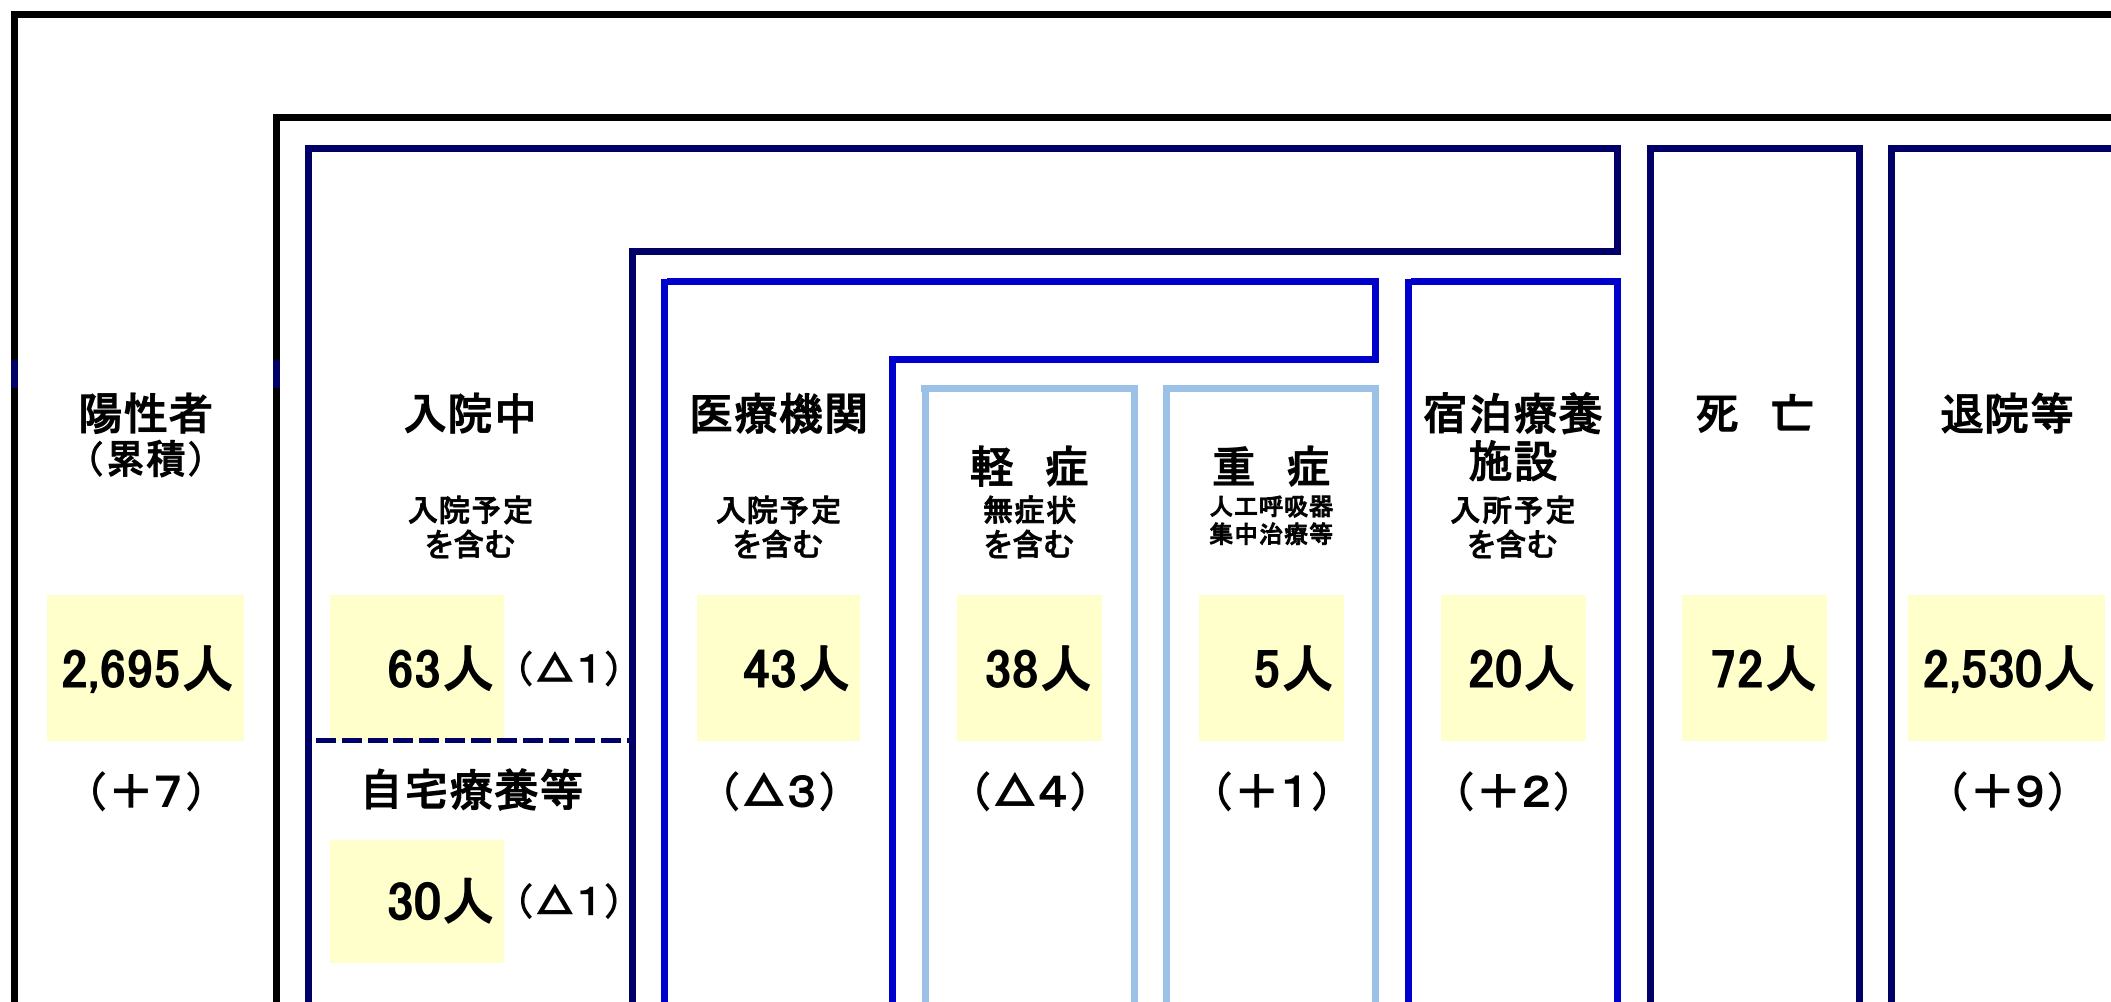 陽性者
（累積）
2,695人
（＋7）
入院中
入院予定
を含む
63人（△1）
自宅療養等
30人（△1）
医療機関
入院予定
を含む
43人
（△3）
軽 症
無症状
を含む
38人
（△4）
重 症
人工呼吸器
集中治療等
5人
（＋1）
宿泊療養
施設
入所予定
を含む
20人
（＋2）
死 亡
72人
退院等
2,530人
（＋9）